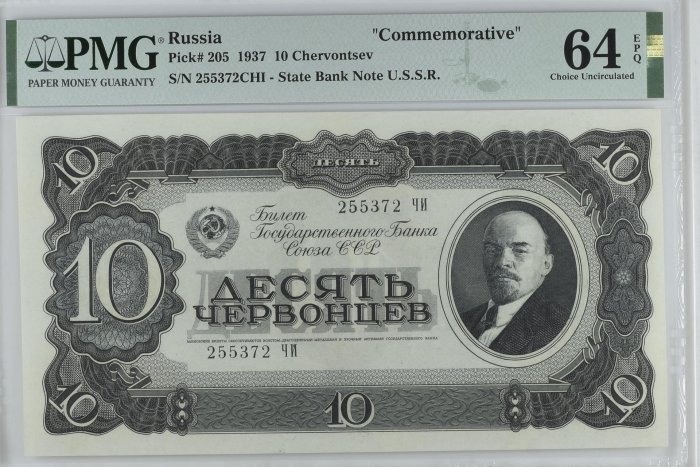 PMG
PAPER MONEY GUARANTY
Russia "Commemorative"
Pick# 205 1937 10 Chervontsev
S/N 255372CHI - State Bank Note U.S.S.R.
64 EPQ
Choice Uncirculated
10
10
ДЕСЯТЬ
255372 ЧИ
Билет
Государственного Банка
Союза ССР
10
ДЕСЯТЬ
ЧЕРВОНЦЕВ
255372 ЧИ
10
10
10